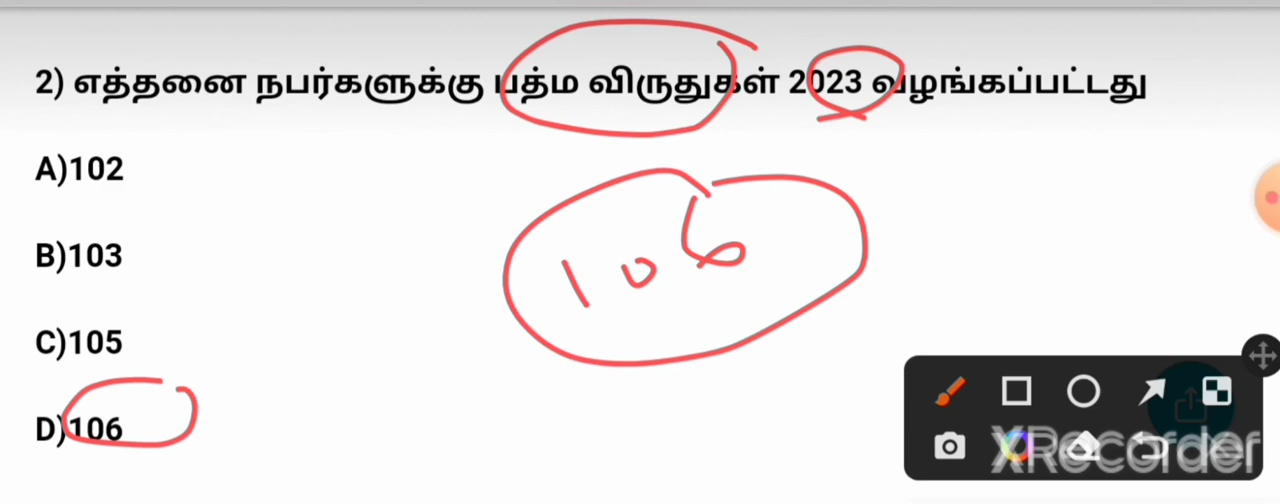 2) எத்தனை நபர்களுக்கு பத்ம விருதுகள் 2023 வழங்கப்பட்டது
A)102
106
B)103
C)105
D)106
XRecorder